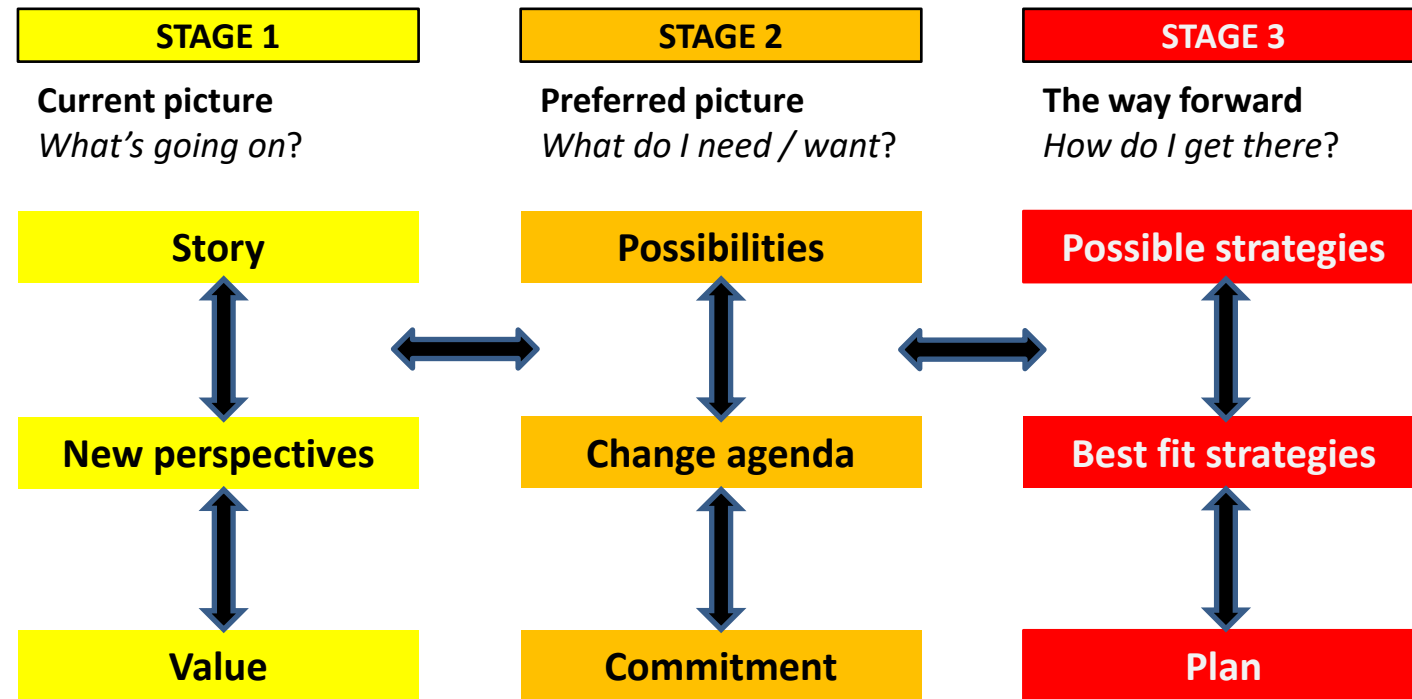 STAGE 1
Current picture
What's going on?
Story
New perspectives
Value
STAGE 2
Preferred picture
What do I need / want?
Possibilities
Change agenda
Commitment
STAGE 3
The way forward
How do I get there?
Possible strategies
Best fit strategies
Plan